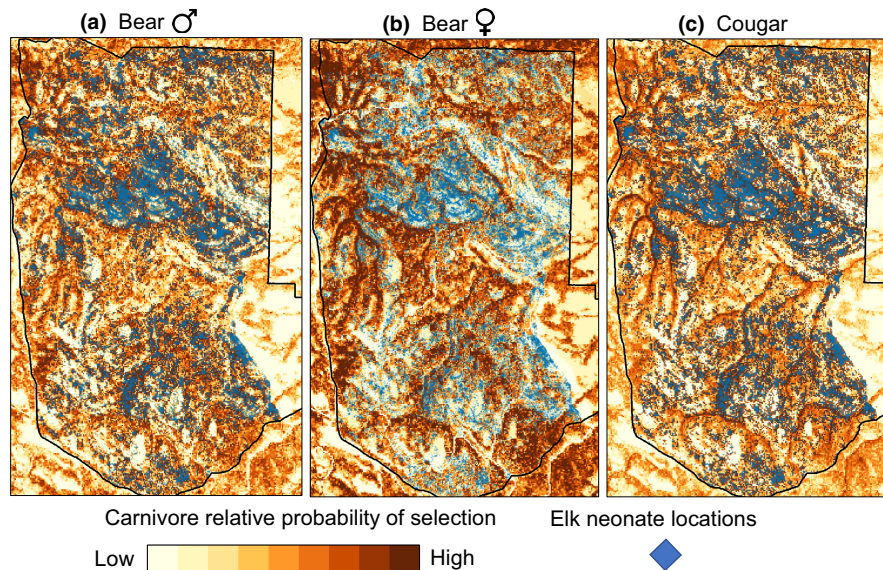 (a) Bear ♂ (b) Bear ♀ (c) Cougar
Carnivore relative probability of selection Elk neonate locations
Low High